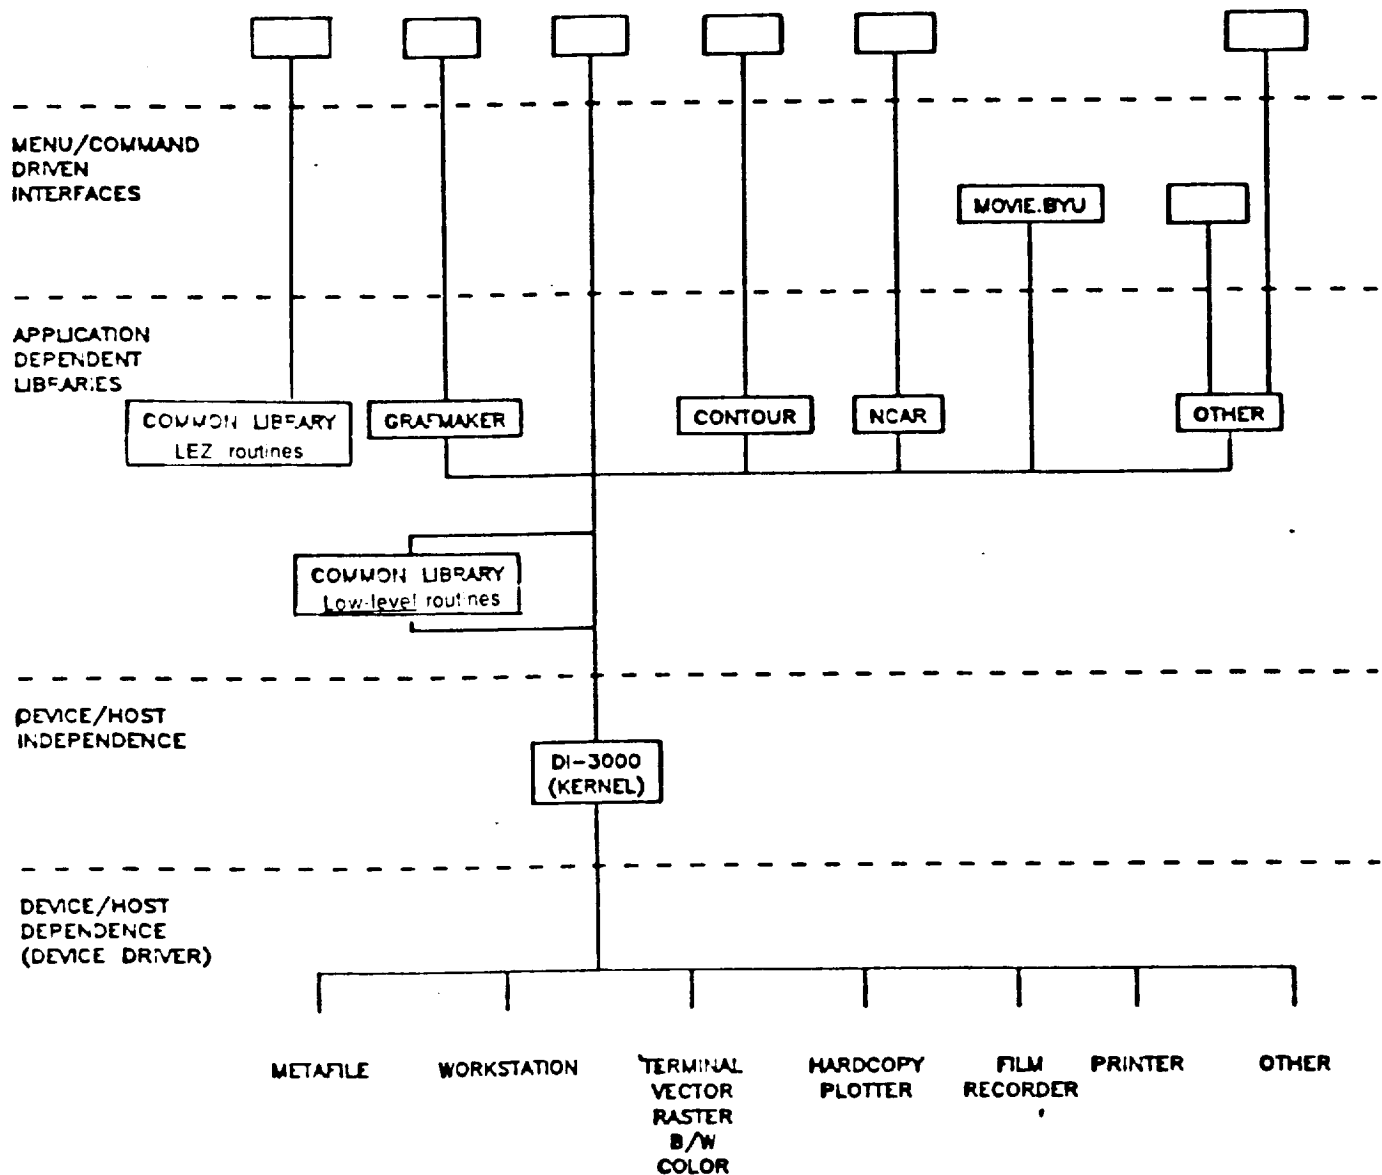 MENU/COMMAND
DRIVEN
INTERFACES
MOVIE.BYU
APPLICATION
DEPENDENT
LIBRARIES
COMMON LIBRARY
LEZ routines
GRAFMAKER
CONTOUR
NCAR
OTHER
COMMON LIBRARY
Low-level routines
DEVICE/HOST
INDEPENDENCE
DI-3000
(KERNEL)
DEVICE/HOST
DEPENDENCE
(DEVICE DRIVER)
METAFILE
WORKSTATION
TERMINAL
VECTOR
RASTER
B/W
COLOR
HARDCOPY
PLOTTER
FILM
RECORDER
PRINTER
OTHER